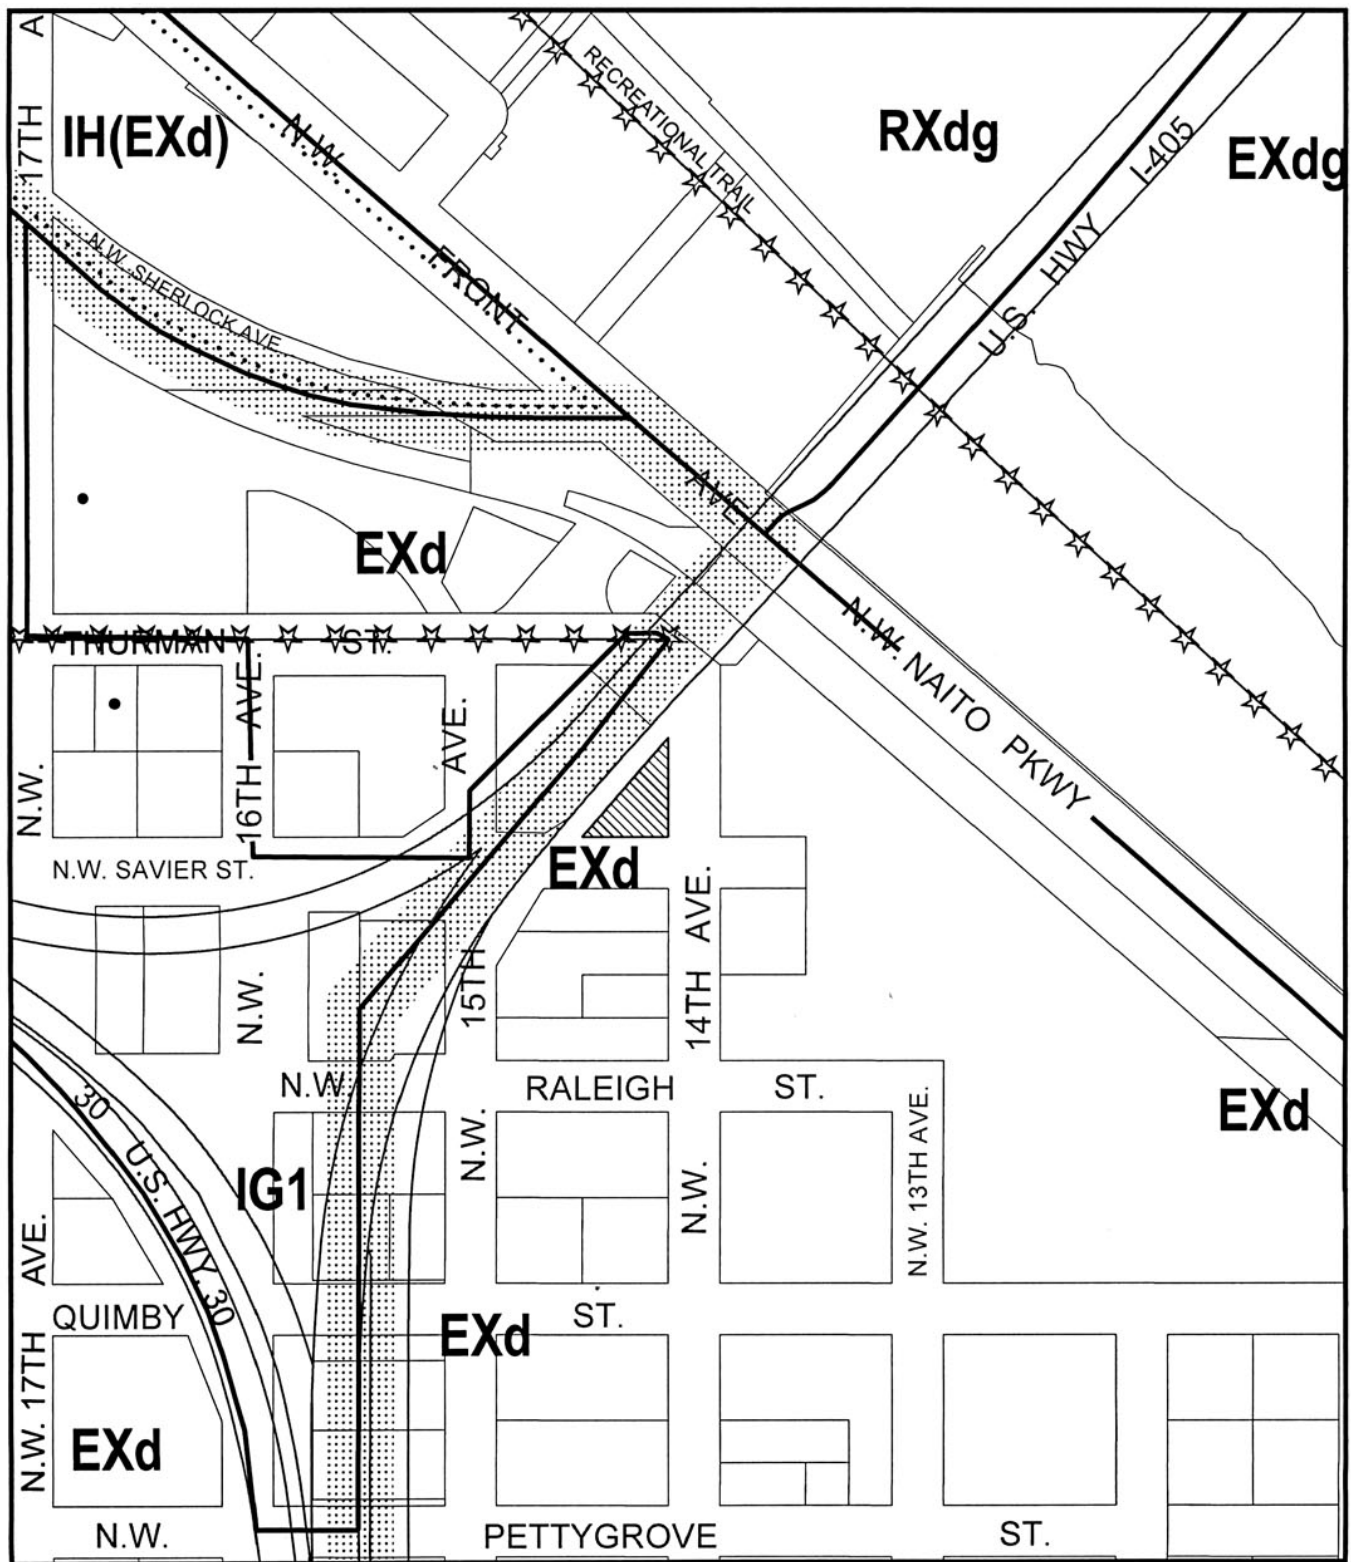 A
17TH
IH(EXd)
N.W.
FRONT
AVE
RECREATIONAL TRAIL
RXdg
I-405
U.S. HWY
EXdg
N.W. SHERLOCK AVE
EXd
THURMAN ST.
N.W. NAITO PKWY
16TH AVE.
AVE.
N.W.
N.W. SAVIER ST.
EXd
14TH AVE.
15TH
N.W.
N.W. RALEIGH ST.
30 U.S. HWY. 30
IG1
N.W.
N.W.
N.W. 13TH AVE.
EXd
AVE.
QUIMBY ST.
EXd
N.W. 17TH
EXd
N.W. PETTYGROVE ST.